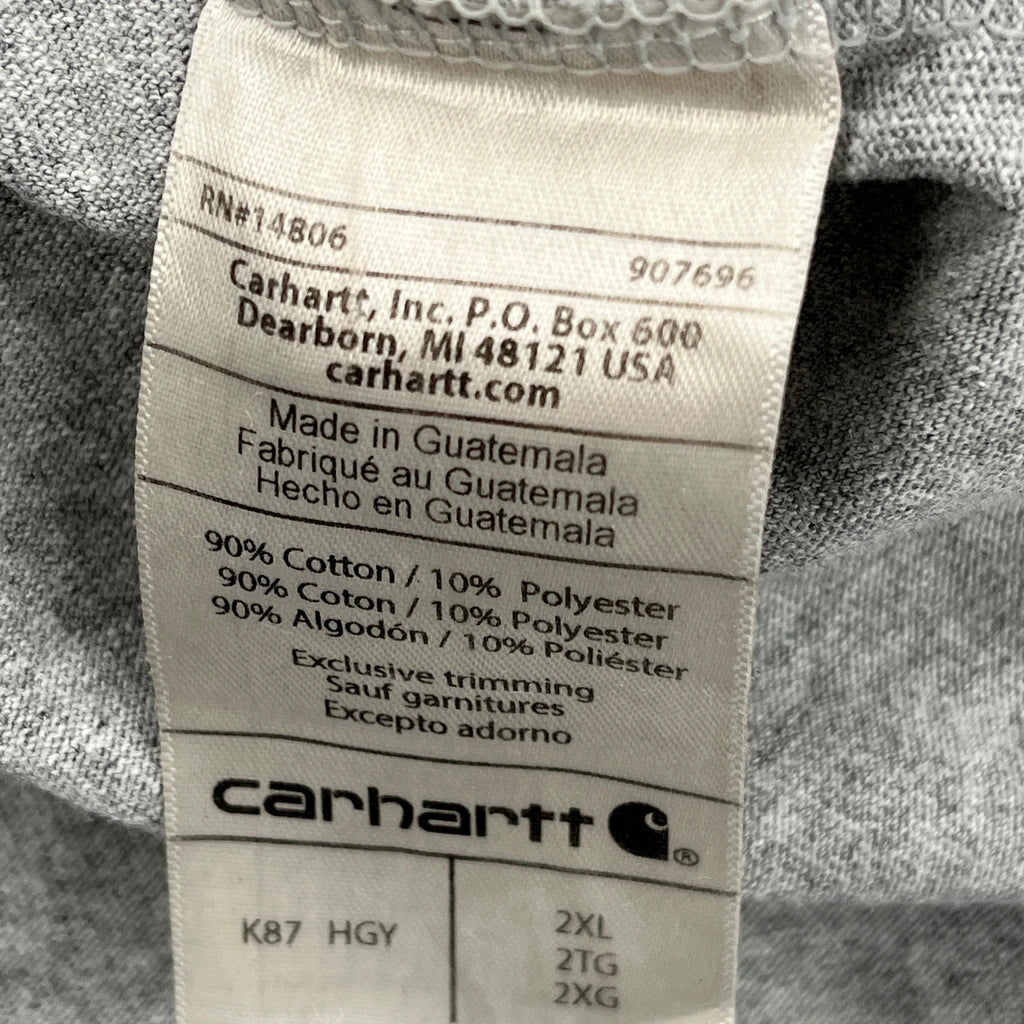 RN#14806
907696
Carhartt, Inc. P.O. Box 600
Dearborn, MI 48121 USA
carhartt.com
Made in Guatemala
Fabriqué au Guatemala
Hecho en Guatemala
90% Cotton / 10% Polyester
90% Coton / 10% Polyester
90% Algodón / 10% Poliéster
Exclusive trimming
Sauf garnitures
Excepto adorno
carhartt ®
K87 HGY
2XL
2TG
2XG